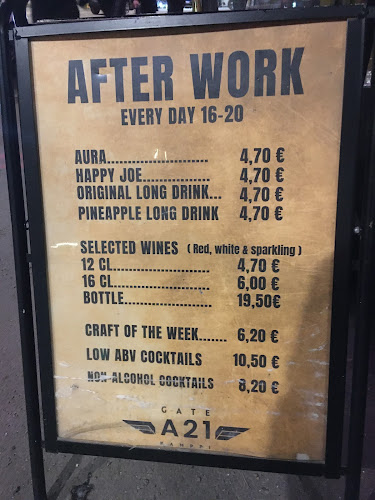 AFTER WORK
EVERY DAY 16-20
AURA.......................... 4,70 €
HAPPY JOE................. 4,70 €
ORIGINAL LONG DRINK... 4,70 €
PINEAPPLE LONG DRINK 4,70 €
SELECTED WINES ( Red, white & sparkling )
12 CL......................... 4,70 €
16 CL......................... 6,00 €
BOTTLE...................... 19,50€
CRAFT OF THE WEEK....... 6,20 €
LOW ABV COCKTAILS 10,50 €
NON-ALCOHOL COCKTAILS 8,20 €
GATE
A21
KAMPPI